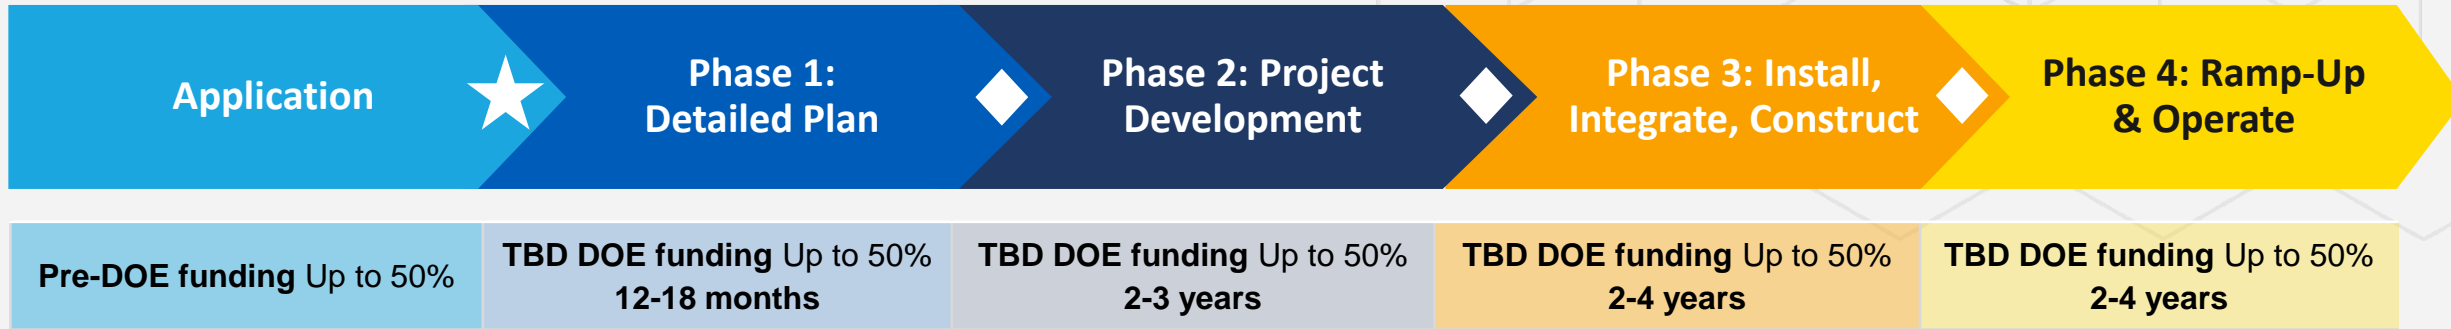 Application
Phase 1:
Detailed Plan
Phase 2: Project
Development
Phase 3: Install,
Integrate, Construct
Phase 4: Ramp-Up
& Operate
Pre-DOE funding Up to 50%
TBD DOE funding Up to 50%
12-18 months
TBD DOE funding Up to 50%
2-3 years
TBD DOE funding Up to 50%
2-4 years
TBD DOE funding Up to 50%
2-4 years